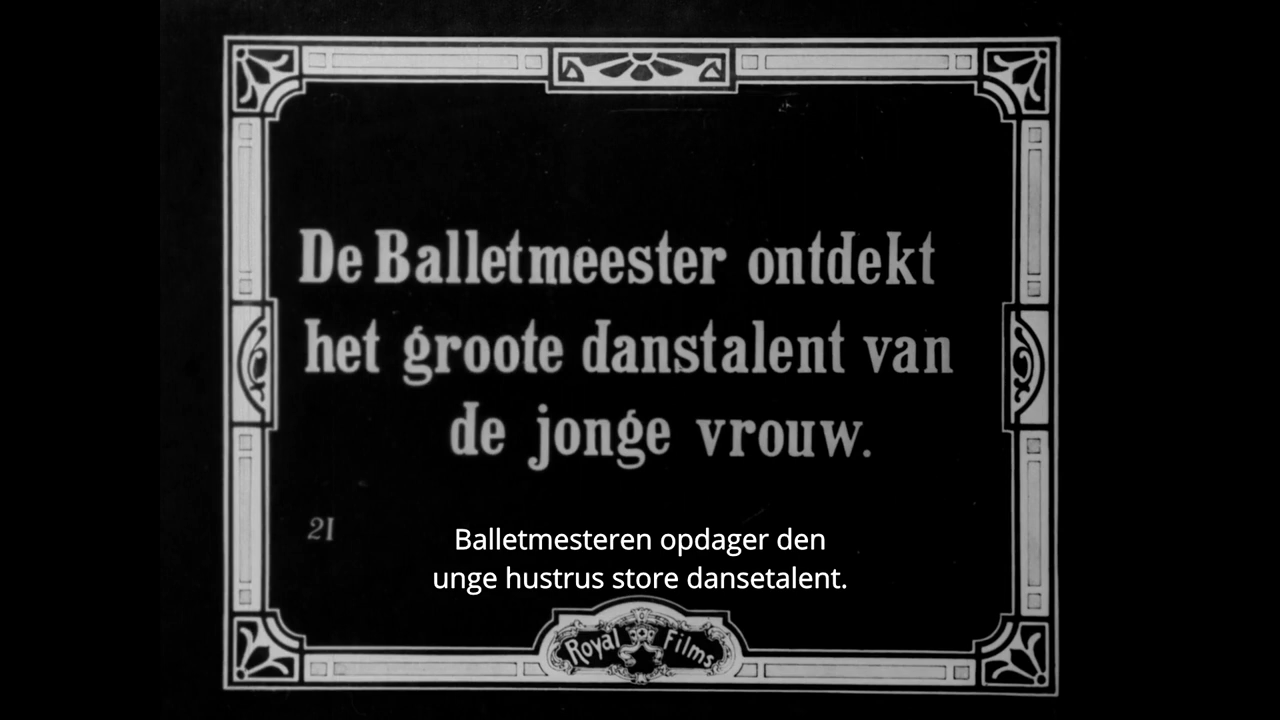 De Balletmeester ontdekt
het groote danstalent van
de jonge vrouw.
21
Balletmesteren opdager den
unge hustrus store dansetalent.
Royal Films